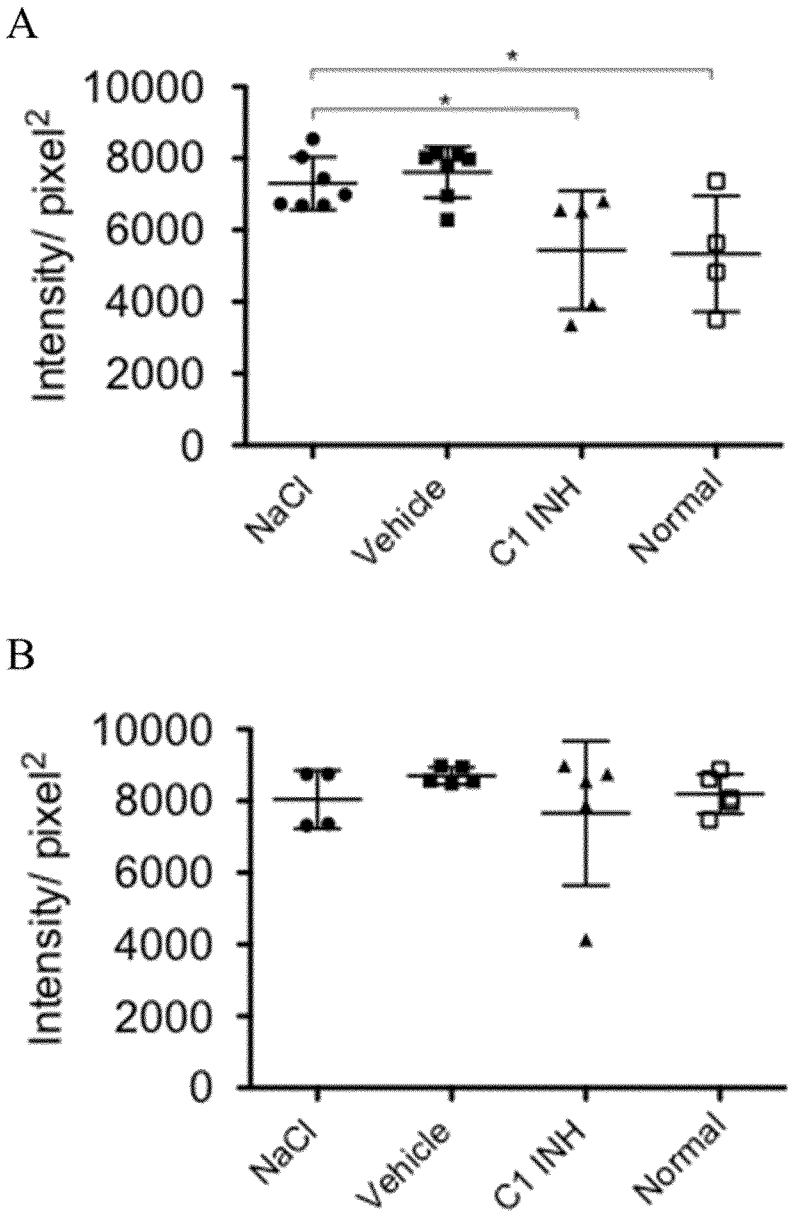 A
*
*
10000
8000
6000
4000
2000
0
Intensity/ pixel2
NaCl
Vehicle
C1 INH
Normal
B
10000
8000
6000
4000
2000
0
Intensity/ pixel2
NaCl
Vehicle
C1 INH
Normal